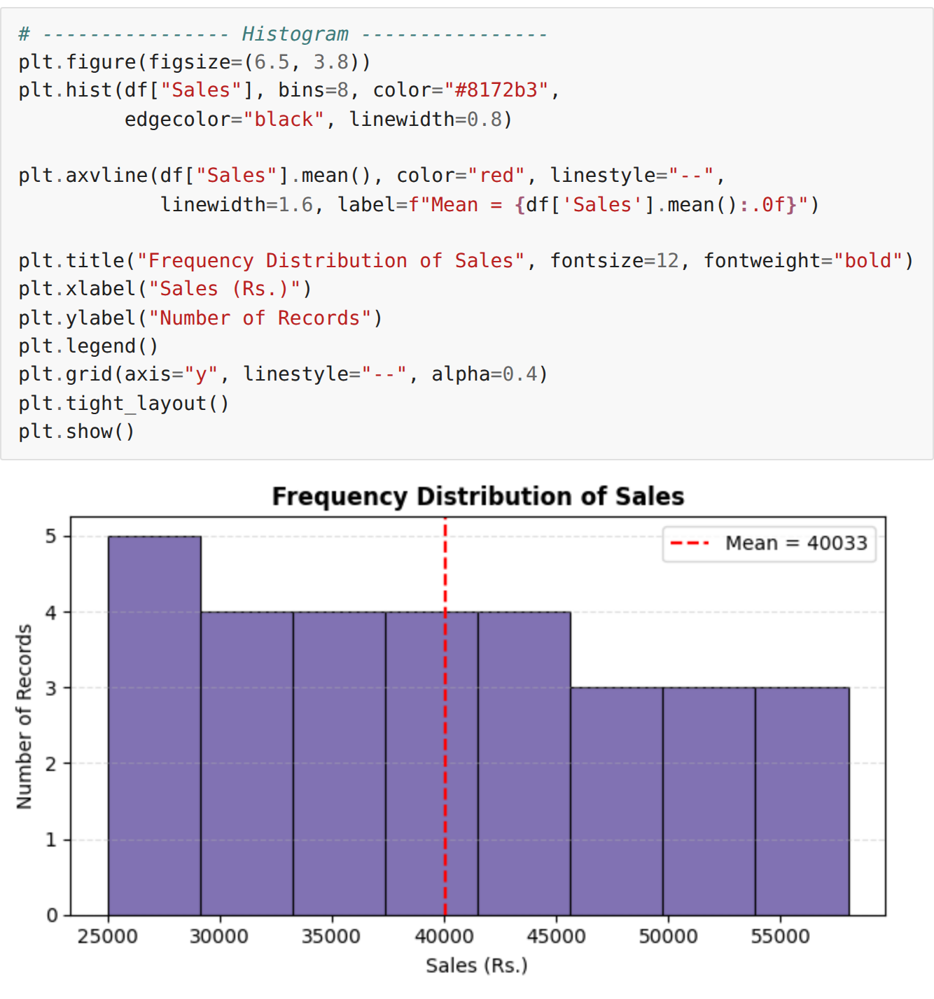 # ---------------- Histogram ----------------
plt.figure(figsize=(6.5, 3.8))
plt.hist(df["Sales"], bins=8, color="#8172b3",
         edgecolor="black", linewidth=0.8)
plt.axvline(df["Sales"].mean(), color="red", linestyle="--",
            linewidth=1.6, label=f"Mean = {df['Sales'].mean():.0f}")
plt.title("Frequency Distribution of Sales", fontsize=12, fontweight="bold")
plt.xlabel("Sales (Rs.)")
plt.ylabel("Number of Records")
plt.legend()
plt.grid(axis="y", linestyle="--", alpha=0.4)
plt.tight_layout()
plt.show()
Frequency Distribution of Sales
Mean = 40033
Number of Records
5
4
3
2
1
0
25000 30000 35000 40000 45000 50000 55000
Sales (Rs.)